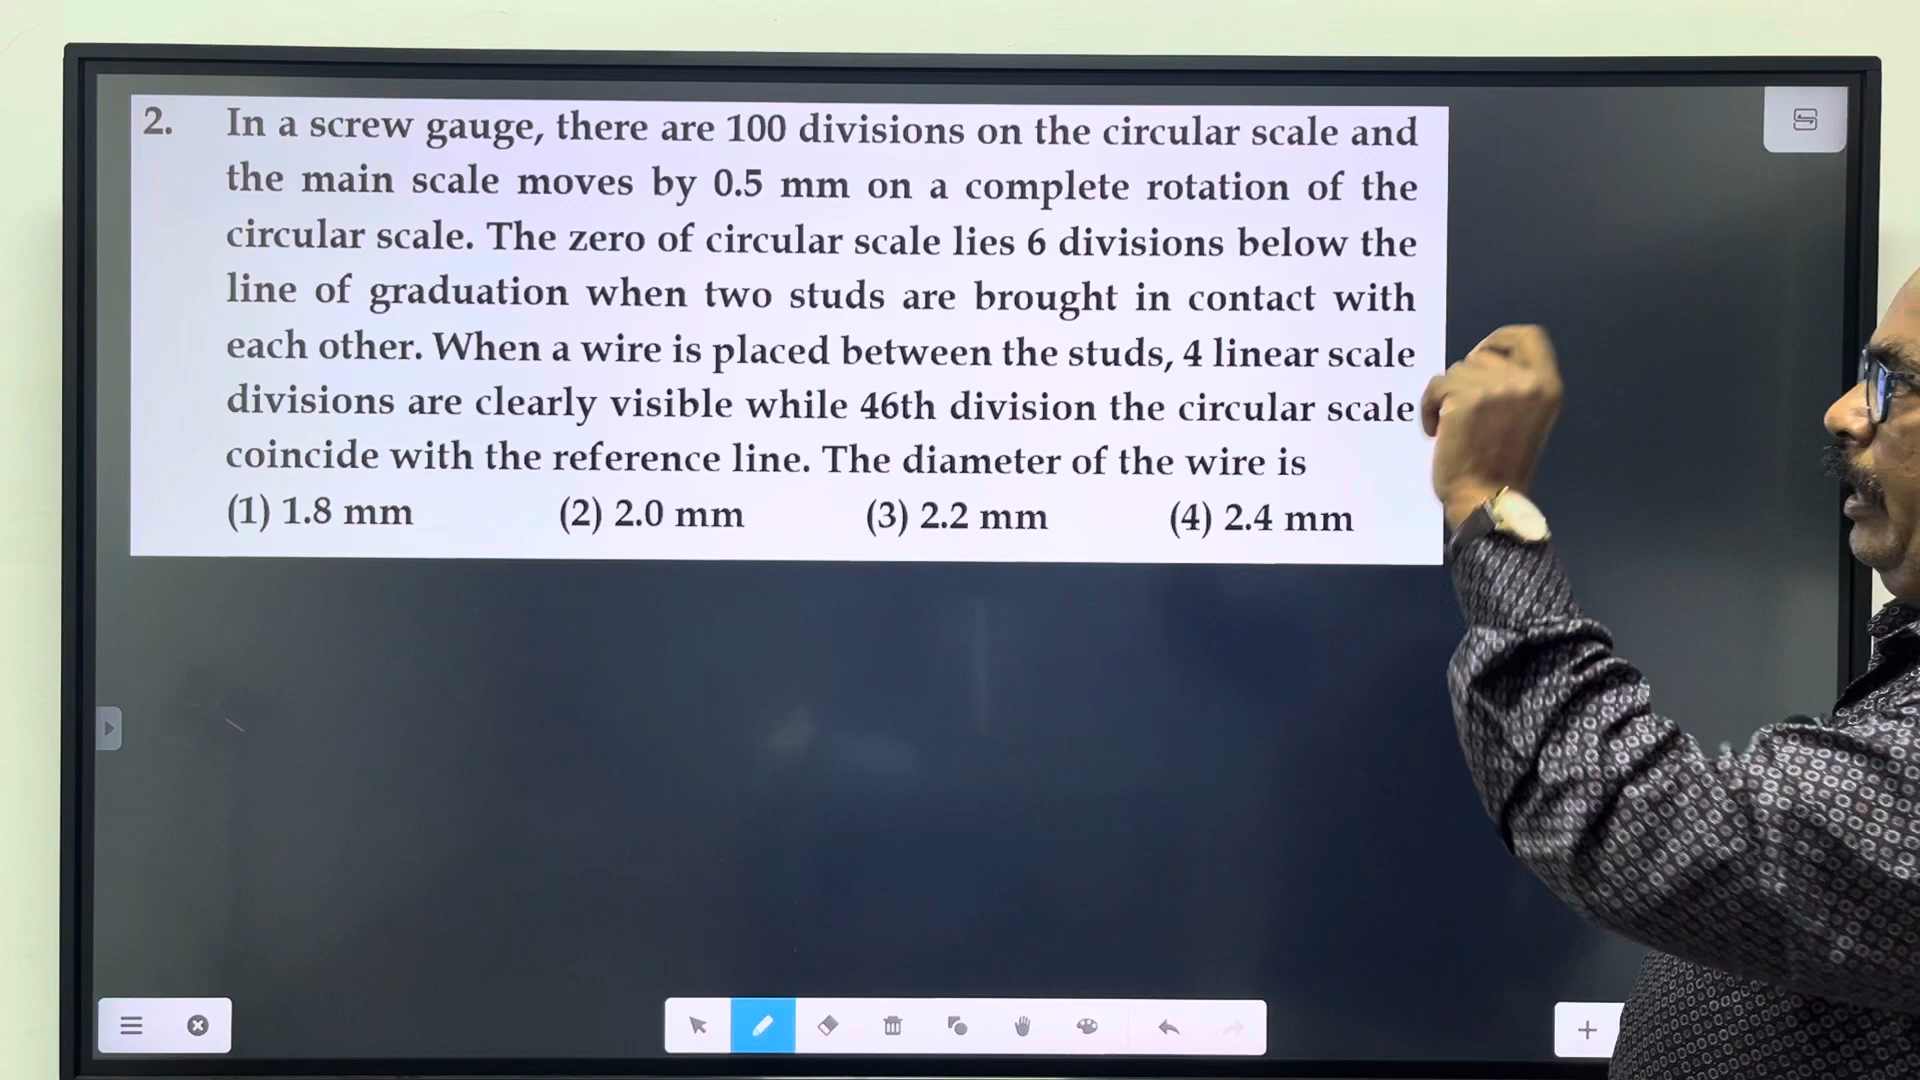 2. In a screw gauge, there are 100 divisions on the circular scale and
the main scale moves by 0.5 mm on a complete rotation of the
circular scale. The zero of circular scale lies 6 divisions below the
line of graduation when two studs are brought in contact with
each other. When a wire is placed between the studs, 4 linear scale
divisions are clearly visible while 46th division the circular scale
coincide with the reference line. The diameter of the wire is
(1) 1.8 mm (2) 2.0 mm (3) 2.2 mm (4) 2.4 mm